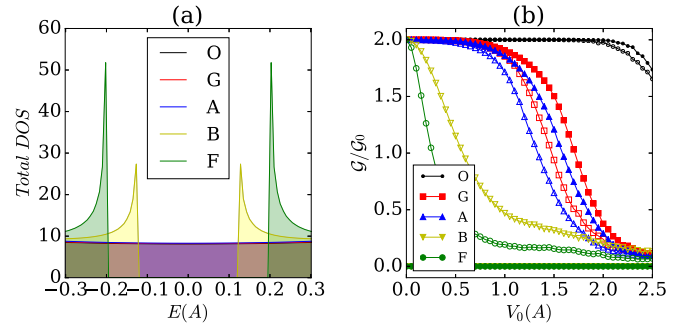 (a)
Total DOS
60
50
40
30
20
10
0
O
G
A
B
F
−0.3 −0.2 −0.1 0.0 0.1 0.2 0.3
E(A)
(b)
𝒢/𝒢₀
2.0
1.5
1.0
0.5
0.0
O
G
A
B
F
0.0 0.5 1.0 1.5 2.0 2.5
V₀(A)